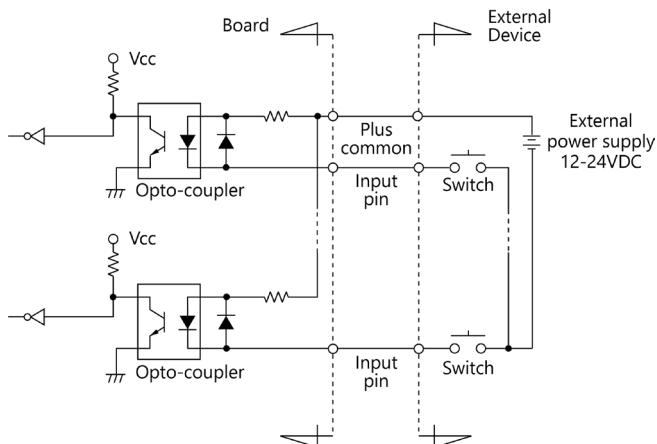 Board
External
Device
Vcc
Plus
common
External
power supply
12-24VDC
Opto-coupler
Input
pin
Switch
Vcc
Opto-coupler
Input
pin
Switch